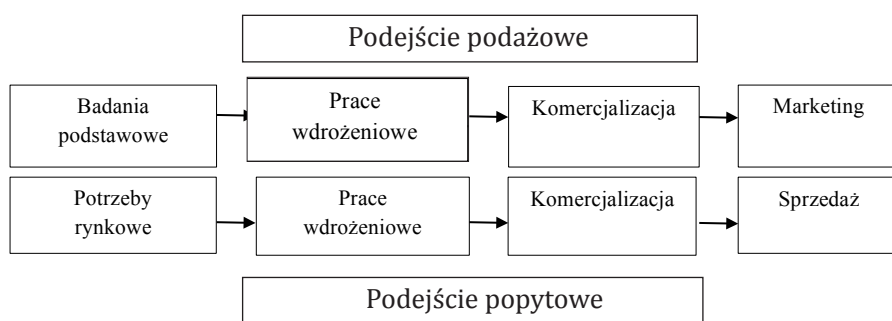 Podejście podażowe
Badania
podstawowe
Prace
wdrożeniowe
Komercjalizacja
Marketing
Potrzeby
rynkowe
Prace
wdrożeniowe
Komercjalizacja
Sprzedaż
Podejście popytowe